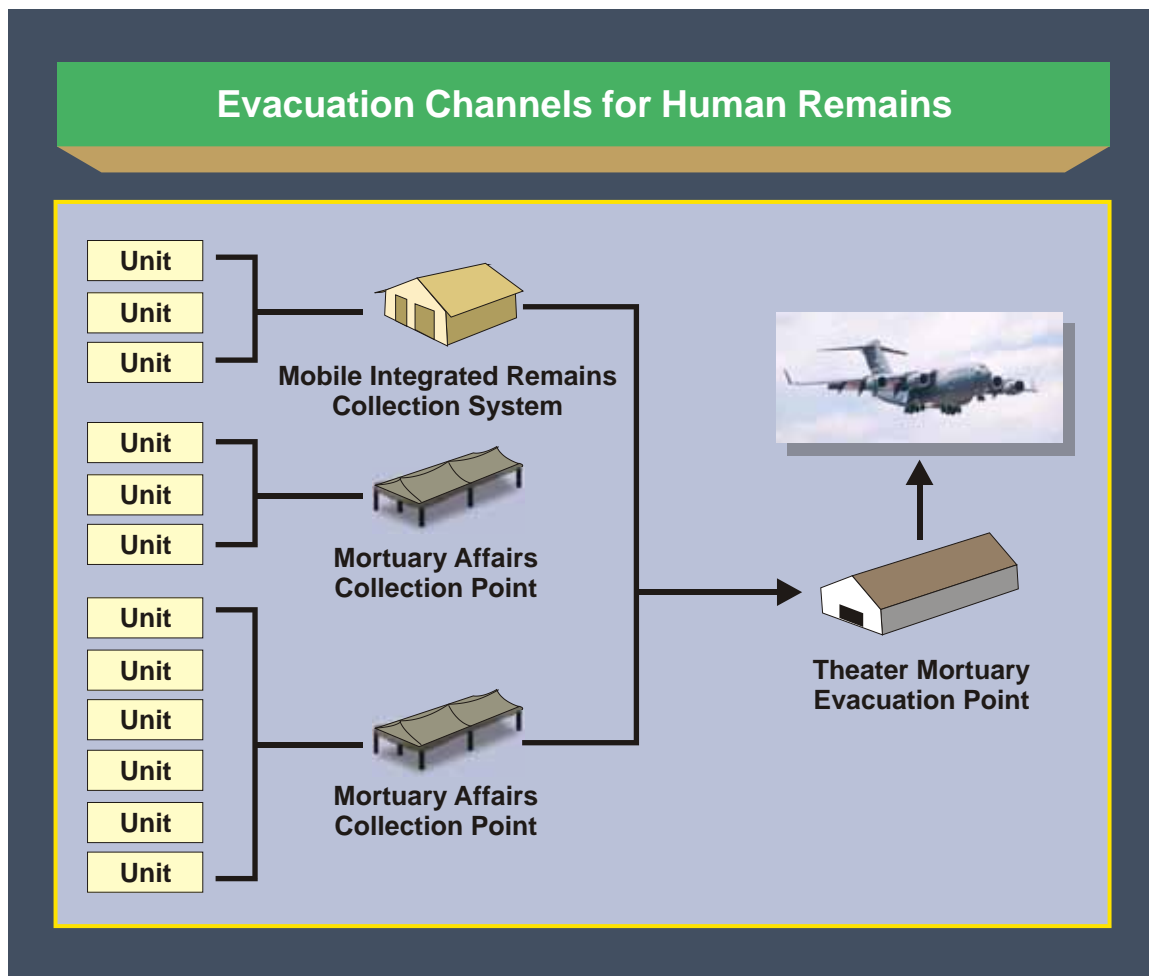 Evacuation Channels for Human Remains
Unit
Unit
Unit
Mobile Integrated Remains
Collection System
Unit
Unit
Unit
Mortuary Affairs
Collection Point
Unit
Unit
Unit
Unit
Unit
Unit
Mortuary Affairs
Collection Point
Theater Mortuary
Evacuation Point